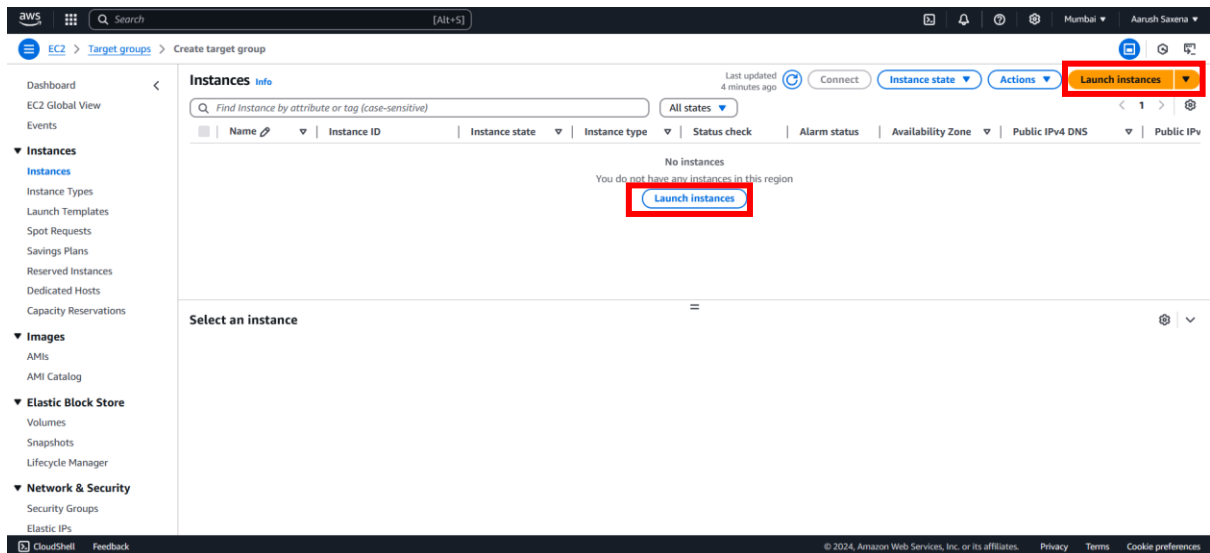 aws Search [Alt+S] Mumbai ▼ Aarush Saxena ▼
EC2 > Target groups > Create target group
Dashboard
EC2 Global View
Events
▼ Instances
Instances
Instance Types
Launch Templates
Spot Requests
Savings Plans
Reserved Instances
Dedicated Hosts
Capacity Reservations
▼ Images
AMIs
AMI Catalog
▼ Elastic Block Store
Volumes
Snapshots
Lifecycle Manager
▼ Network & Security
Security Groups
Elastic IPs
Instances Info
Last updated
4 minutes ago
Connect Instance state ▼ Actions ▼ Launch instances ▼
Find Instance by attribute or tag (case-sensitive) All states ▼ < 1 >
Name Instance ID Instance state Instance type Status check Alarm status Availability Zone Public IPv4 DNS Public IPv
No instances
You do not have any instances in this region
Launch instances
Select an instance
CloudShell Feedback © 2024, Amazon Web Services, Inc. or its affiliates. Privacy Terms Cookie preferences